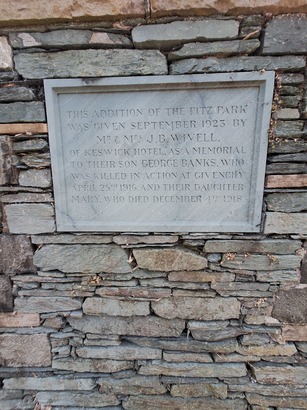 THIS ADDITION OF THE FITZ PARK
WAS GIVEN SEPTEMBER 1923 BY
MR & MRS J. B. WIVELL,
OF KESWICK HOTEL, AS A MEMORIAL
TO THEIR SON GEORGE BANKS, WHO
WAS KILLED IN ACTION AT GIVENCHY
APRIL 25TH 1916, AND THEIR DAUGHTER
MARY, WHO DIED DECEMBER 4TH 1918.